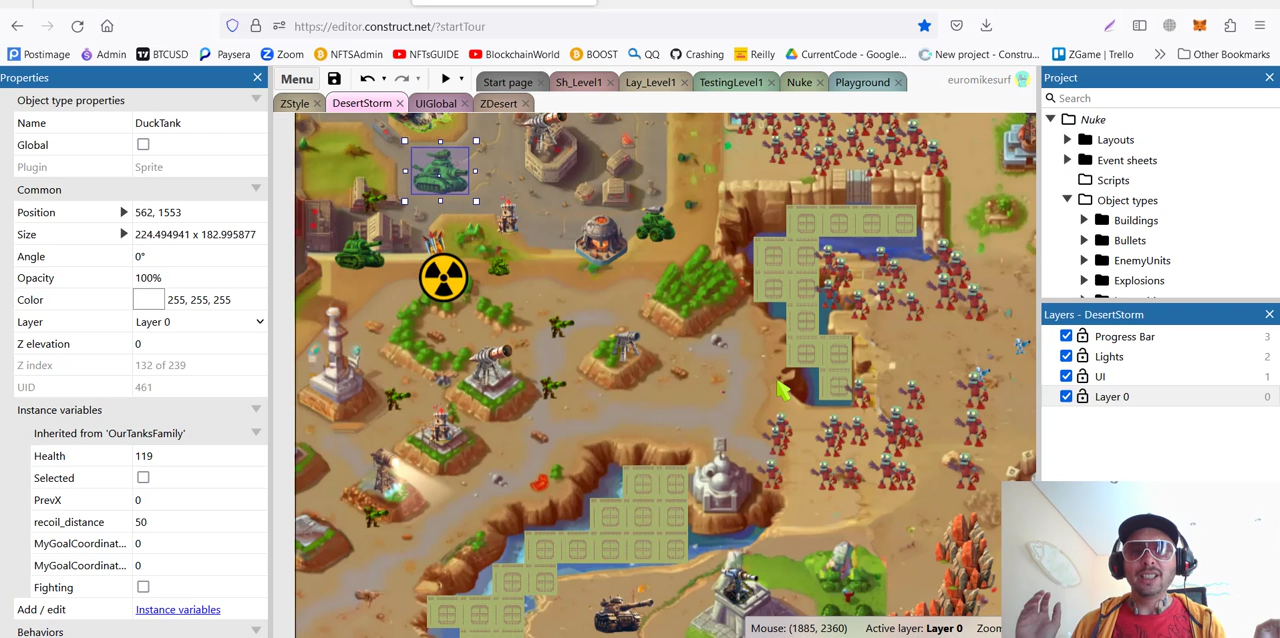 https://editor.construct.net/?startTour
Postimage Admin BTCUSD Paysera Zoom NFTSAdmin NFTsGUIDE BlockchainWorld BOOST QQ Crashing Reilly CurrentCode - Google... New project - Constru... ZGame | Trello Other Bookmarks
Properties
Menu
Start page Sh_Level1 Lay_Level1 TestingLevel1 Nuke Playground
euromikesurf
ZStyle DesertStorm UIGlobal ZDesert
Object type properties
Name DuckTank
Global
Plugin Sprite
Common
Position 562, 1553
Size 224.494941 x 182.995877
Angle 0°
Opacity 100%
Color 255, 255, 255
Layer Layer 0
Z elevation 0
Z index 132 of 239
UID 461
Instance variables
Inherited from 'OurTanksFamily'
Health 119
Selected
PrevX 0
recoil_distance 50
MyGoalCoordinat... 0
MyGoalCoordinat... 0
Fighting
Add / edit Instance variables
Behaviors
Mouse: (1885, 2360) Active layer: Layer 0 Zoom
Project
Search
Nuke
Layouts
Event sheets
Scripts
Object types
Buildings
Bullets
EnemyUnits
Explosions
Layers - DesertStorm
Progress Bar 3
Lights 2
UI 1
Layer 0 0